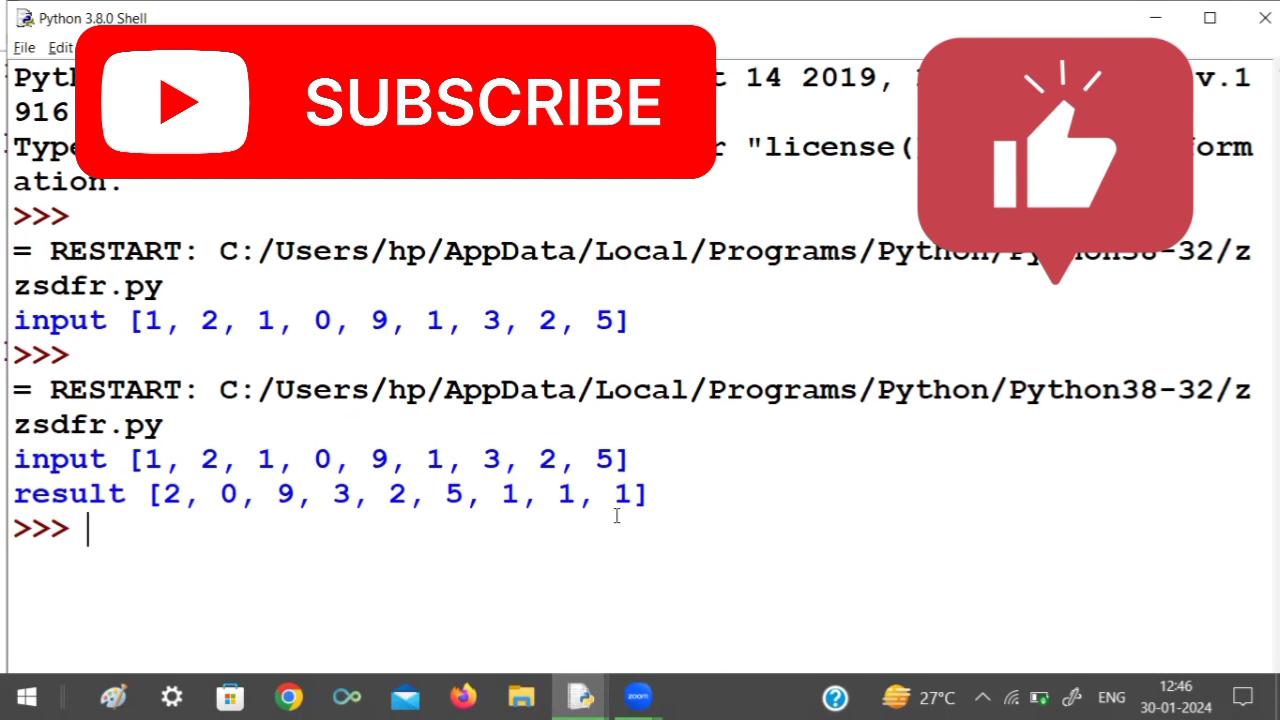 Python 3.8.0 Shell
File Edit
SUBSCRIBE
t 14 2019, v.1
916
"license(
ation.
>>>
= RESTART: C:/Users/hp/AppData/Local/Programs/Python/Python38-32/z
zsdfr.py
input [1, 2, 1, 0, 9, 1, 3, 2, 5]
>>>
= RESTART: C:/Users/hp/AppData/Local/Programs/Python/Python38-32/z
zsdfr.py
input [1, 2, 1, 0, 9, 1, 3, 2, 5]
result [2, 0, 9, 3, 2, 5, 1, 1, 1]
>>>
zoom
27°C
ENG
12:46
30-01-2024